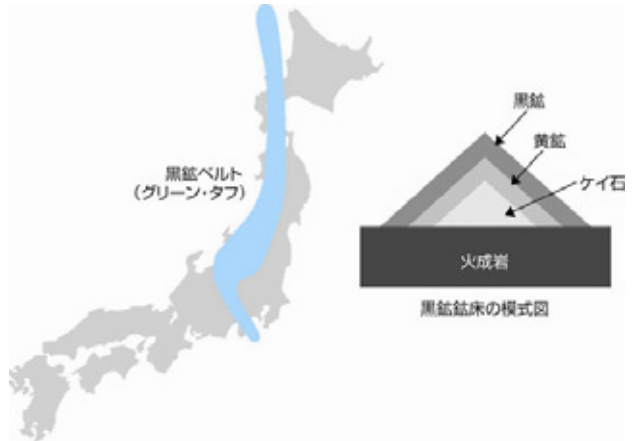 黒鉱ベルト
（グリーン・タフ）
黒鉱
黄鉱
ケイ石
火成岩
黒鉱鉱床の模式図